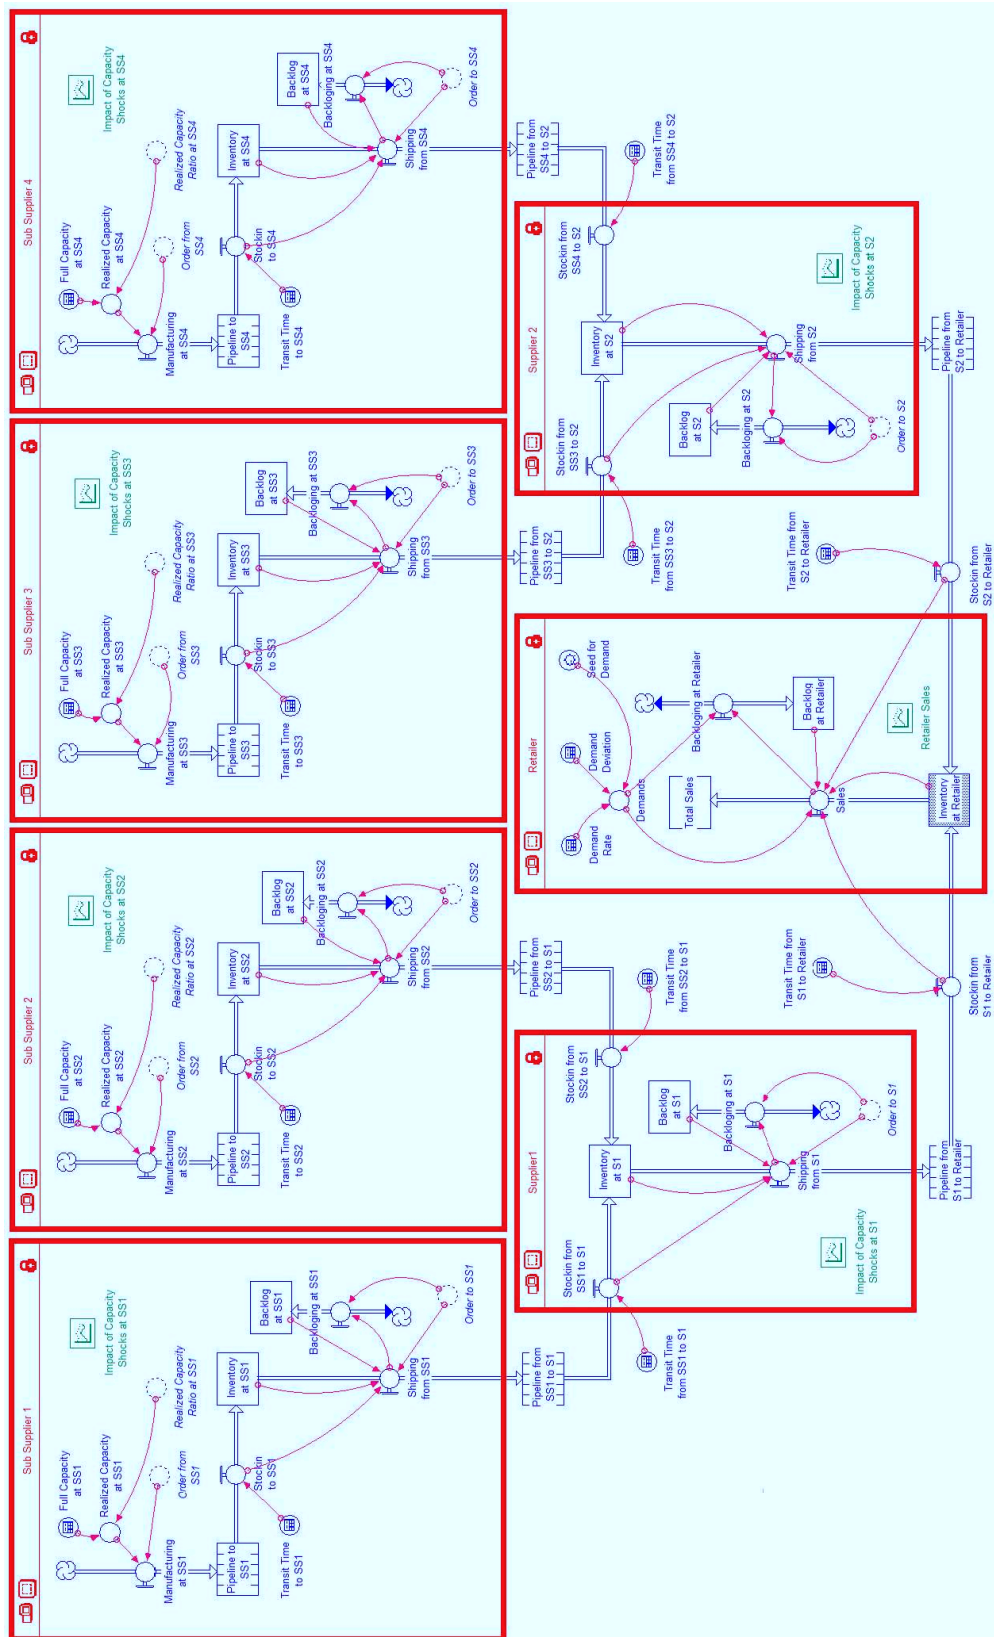 Sub Supplier 1
Full Capacity
at SS1
Realized Capacity
at SS1
Impact of Capacity
Shocks at SS1
Realized Capacity
Ratio at SS1
Order from
SS1
Manufacturing
at SS1
Pipeline to
SS1
Stockin
to SS1
Transit Time
to SS1
Inventory
at SS1
Backlog
at SS1
Backloging at SS1
Shipping
from SS1
Order to SS1
Sub Supplier 2
Full Capacity
at SS2
Realized Capacity
at SS2
Impact of Capacity
Shocks at SS2
Realized Capacity
Ratio at SS2
Order from
SS2
Manufacturing
at SS2
Pipeline to
SS2
Stockin
to SS2
Transit Time
to SS2
Inventory
at SS2
Backlog
at SS2
Backloging at SS2
Shipping
from SS2
Order to SS2
Sub Supplier 3
Full Capacity
at SS3
Realized Capacity
at SS3
Impact of Capacity
Shocks at SS3
Realized Capacity
Ratio at SS3
Order from
SS3
Manufacturing
at SS3
Pipeline to
SS3
Stockin
to SS3
Transit Time
to SS3
Inventory
at SS3
Backlog
at SS3
Backloging at SS3
Shipping
from SS3
Order to SS3
Sub Supplier 4
Full Capacity
at SS4
Realized Capacity
at SS4
Impact of Capacity
Shocks at SS4
Realized Capacity
Ratio at SS4
Order from
SS4
Manufacturing
at SS4
Pipeline to
SS4
Stockin
to SS4
Transit Time
to SS4
Inventory
at SS4
Backlog
at SS4
Backloging at SS4
Shipping
from SS4
Order to SS4
Pipeline from
SS1 to S1
Transit Time
from SS1 to S1
Pipeline from
SS2 to S1
Transit Time
from SS2 to S1
Supplier1
Stockin from
SS1 to S1
Stockin from
SS2 to S1
Inventory
at S1
Backlog
at S1
Backloging at S1
Shipping
from S1
Order to S1
Impact of Capacity
Shocks at S1
Pipeline from
S1 to Retailer
Transit Time from
S1 to Retailer
Stockin from
S1 to Retailer
Retailer
Demand
Rate
Demand
Deviation
Seed for
Demand
Demands
Total Sales
Backloging at Retailer
Backlog
at Retailer
Sales
Retailer Sales
Inventory
at Retailer
Pipeline from
SS3 to S2
Transit Time
from SS3 to S2
Pipeline from
SS4 to S2
Transit Time
from SS4 to S2
Supplier 2
Stockin from
SS3 to S2
Stockin from
SS4 to S2
Inventory
at S2
Backlog
at S2
Backloging at S2
Shipping
from S2
Order to S2
Impact of Capacity
Shocks at S2
Pipeline from
S2 to Retailer
Transit Time from
S2 to Retailer
Stockin from
S2 to Retailer